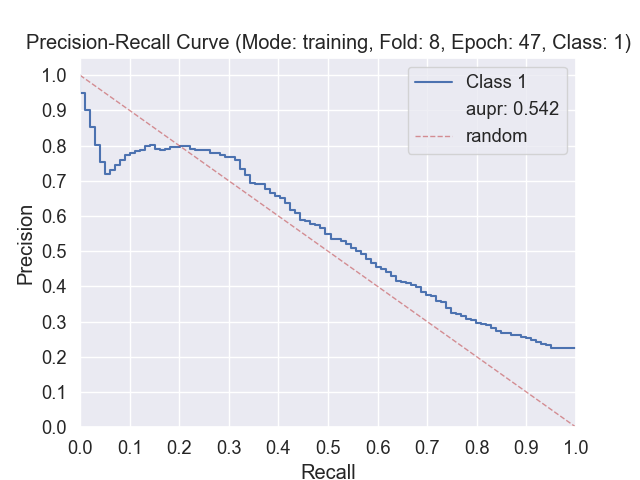 Precision-Recall Curve (Mode: training, Fold: 8, Epoch: 47, Class: 1)
1.0
0.9
0.8
0.7
0.6
0.5
0.4
0.3
0.2
0.1
0.0
Precision
Class 1
aupr: 0.542
random
0.0 0.1 0.2 0.3 0.4 0.5 0.6 0.7 0.8 0.9 1.0
Recall